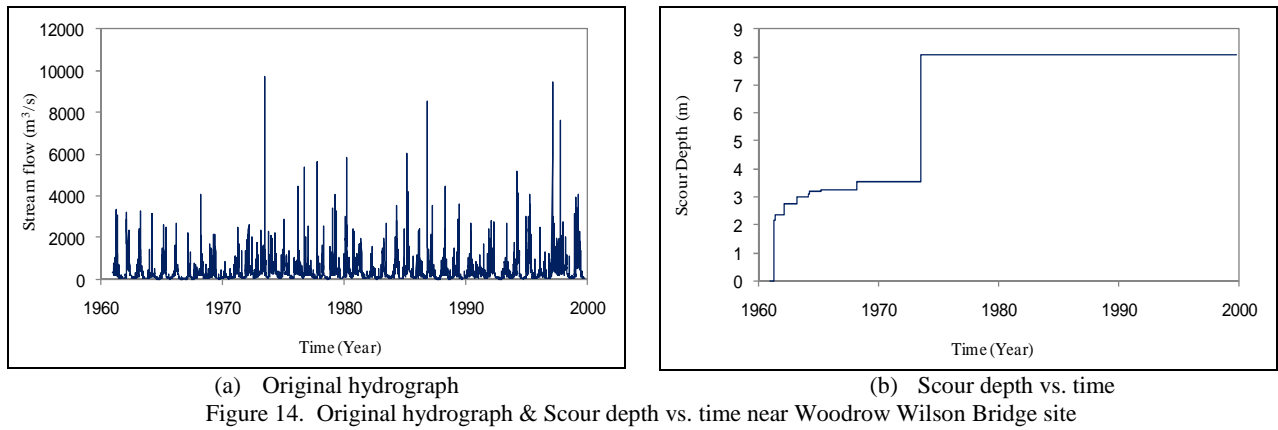 12000
10000
8000
6000
4000
2000
0
Stream flow (m³/s)
1960 1970 1980 1990 2000
Time (Year)
9
8
7
6
5
4
3
2
1
0
Scour Depth (m)
1960 1970 1980 1990 2000
Time (Year)
(a) Original hydrograph
(b) Scour depth vs. time
Figure 14. Original hydrograph & Scour depth vs. time near Woodrow Wilson Bridge site